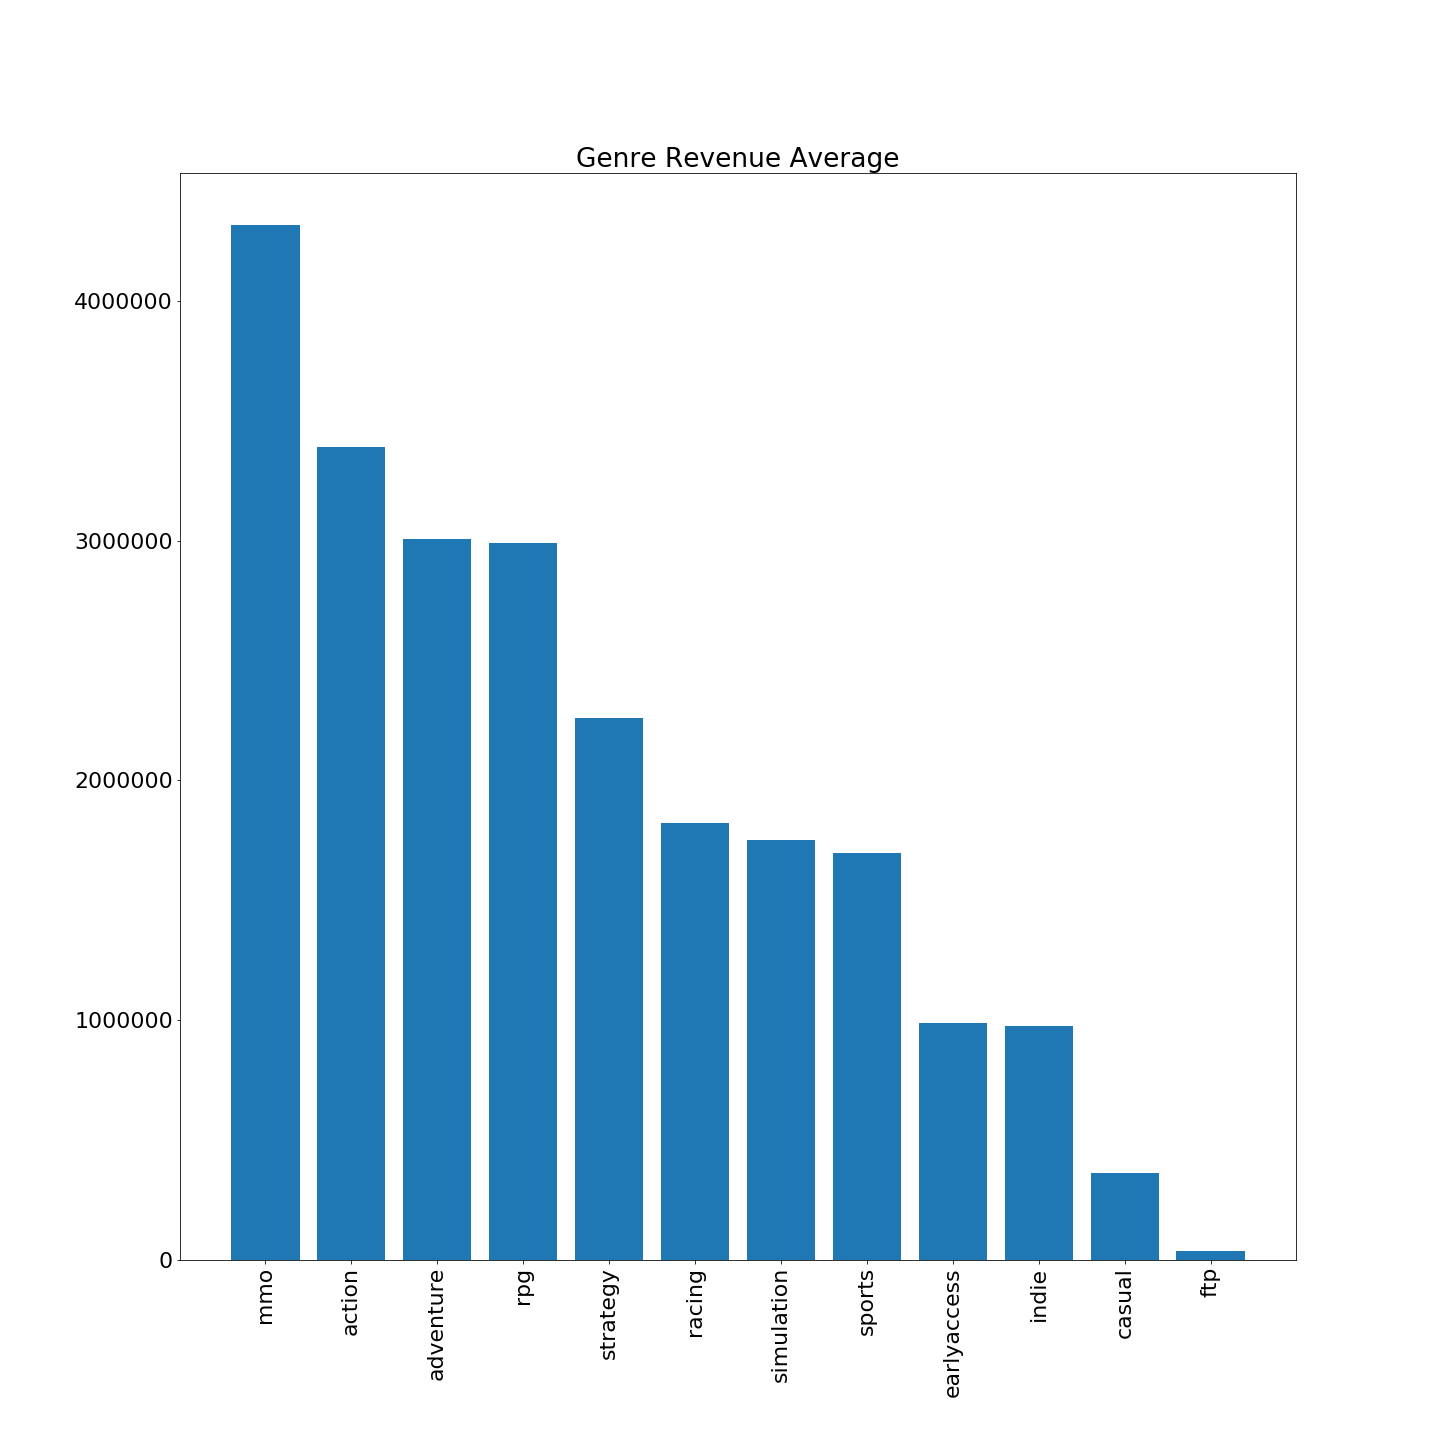 Genre Revenue Average
4000000
3000000
2000000
1000000
0
mmo
action
adventure
rpg
strategy
racing
simulation
sports
earlyaccess
indie
casual
ftp